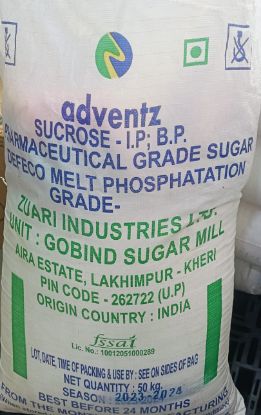 adventz
SUCROSE - I.P; B.P.
PHARMACEUTICAL GRADE SUGAR
DEFECO MELT PHOSPHATATION
GRADE-
ZUARI INDUSTRIES LTD.
UNIT : GOBIND SUGAR MILL
AIRA ESTATE, LAKHIMPUR - KHERI
PIN CODE - 262722 (U.P)
ORIGIN COUNTRY : INDIA
fssai
Lic. No.: 10012051000289
LOT, DATE, TIME OF PACKING & USE BY : SEE ON SIDES OF BAG
NET QUANTITY : 50 kg.
SEASON 2023-2024
BEST BEFORE 24 MONTHS
FROM THE